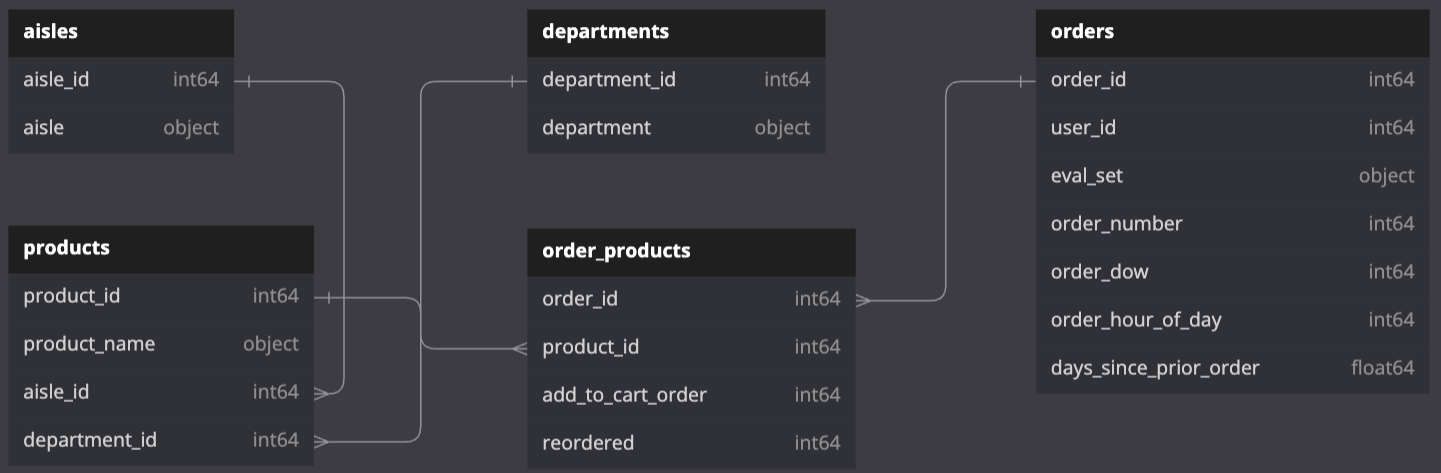 aisles
aisle_id int64
aisle object
departments
department_id int64
department object
orders
order_id int64
user_id int64
eval_set object
order_number int64
order_dow int64
order_hour_of_day int64
days_since_prior_order float64
products
product_id int64
product_name object
aisle_id int64
department_id int64
order_products
order_id int64
product_id int64
add_to_cart_order int64
reordered int64